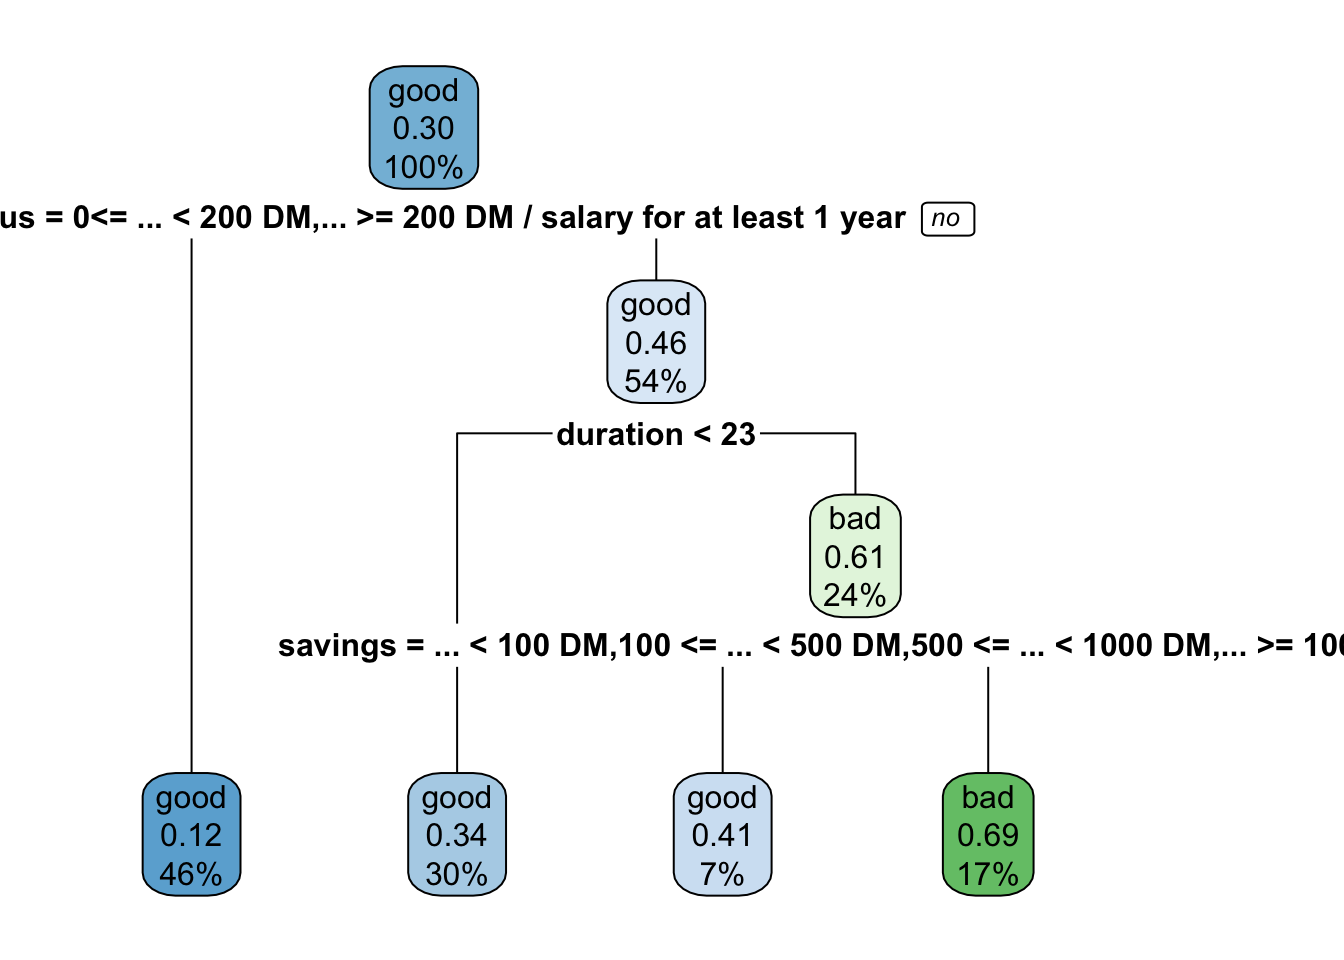 good
0.30
100%
us = 0<= ... < 200 DM,... >= 200 DM / salary for at least 1 year no
good
0.46
54%
duration < 23
bad
0.61
24%
savings = ... < 100 DM,100 <= ... < 500 DM,500 <= ... < 1000 DM,... >= 100
good
0.12
46%
good
0.34
30%
good
0.41
7%
bad
0.69
17%